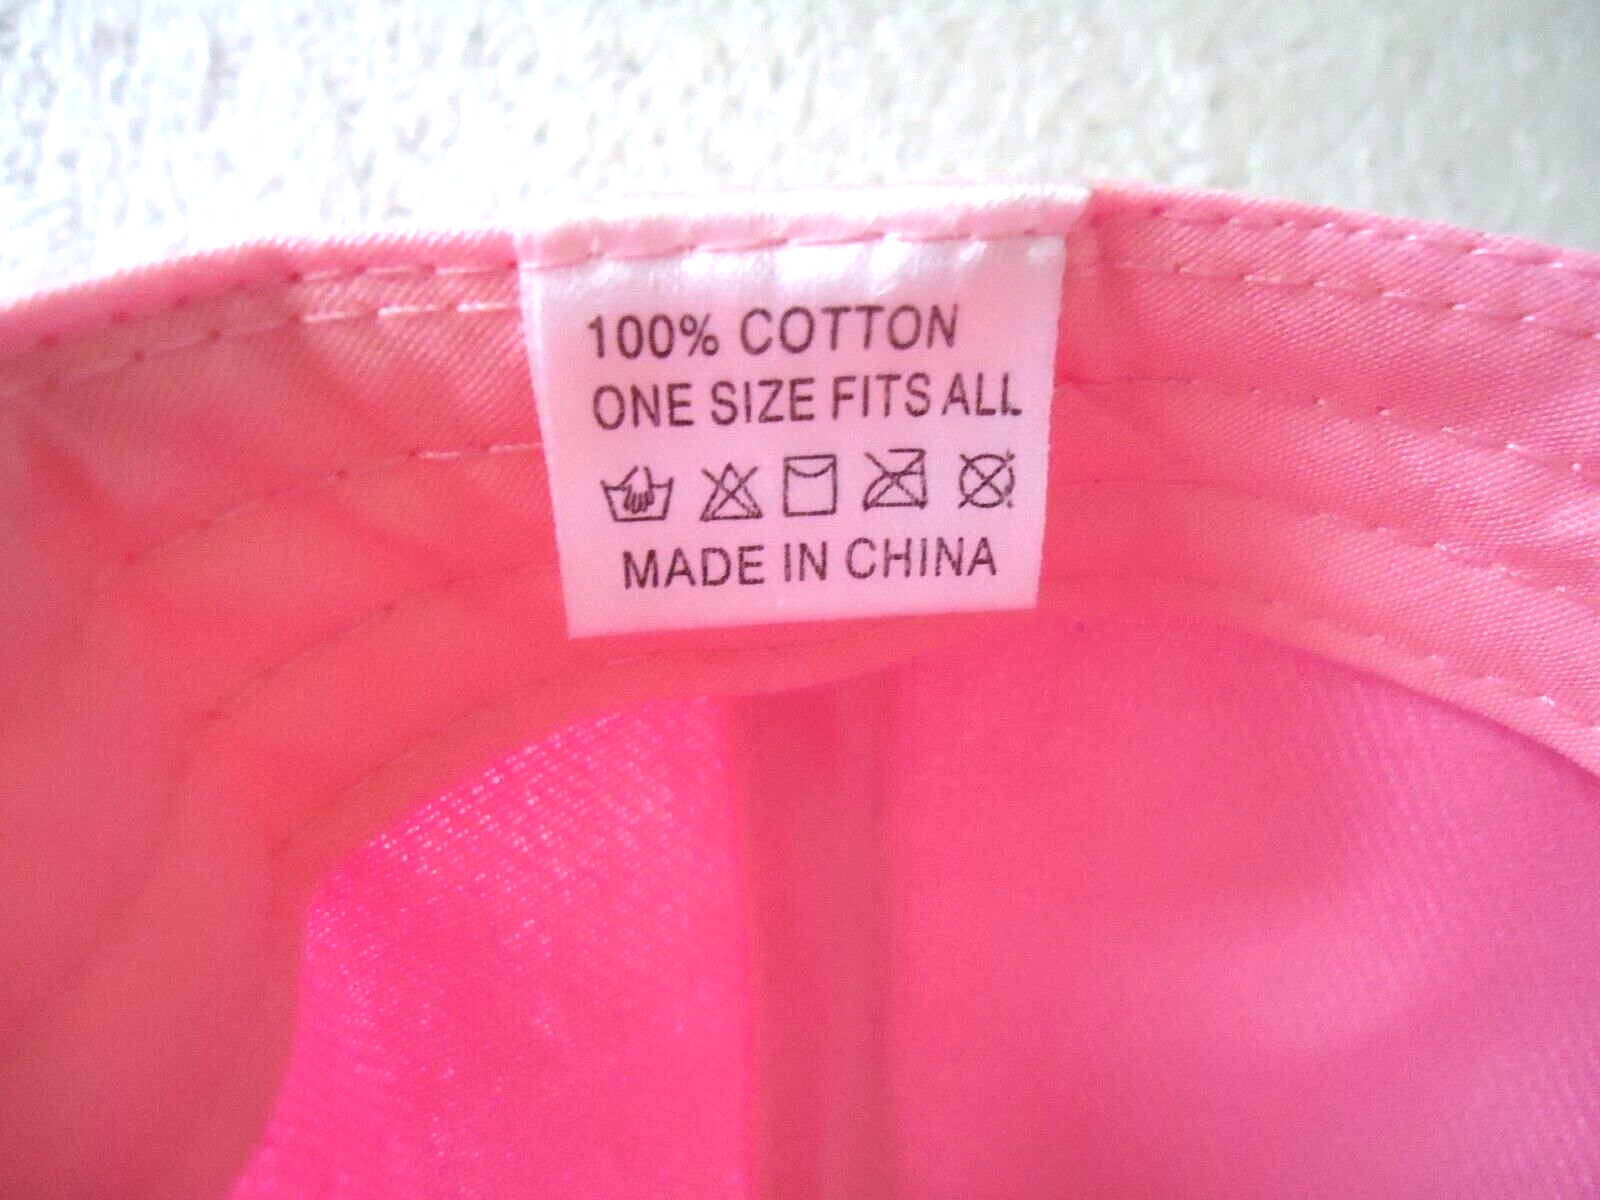 100% COTTON
ONE SIZE FITS ALL
MADE IN CHINA